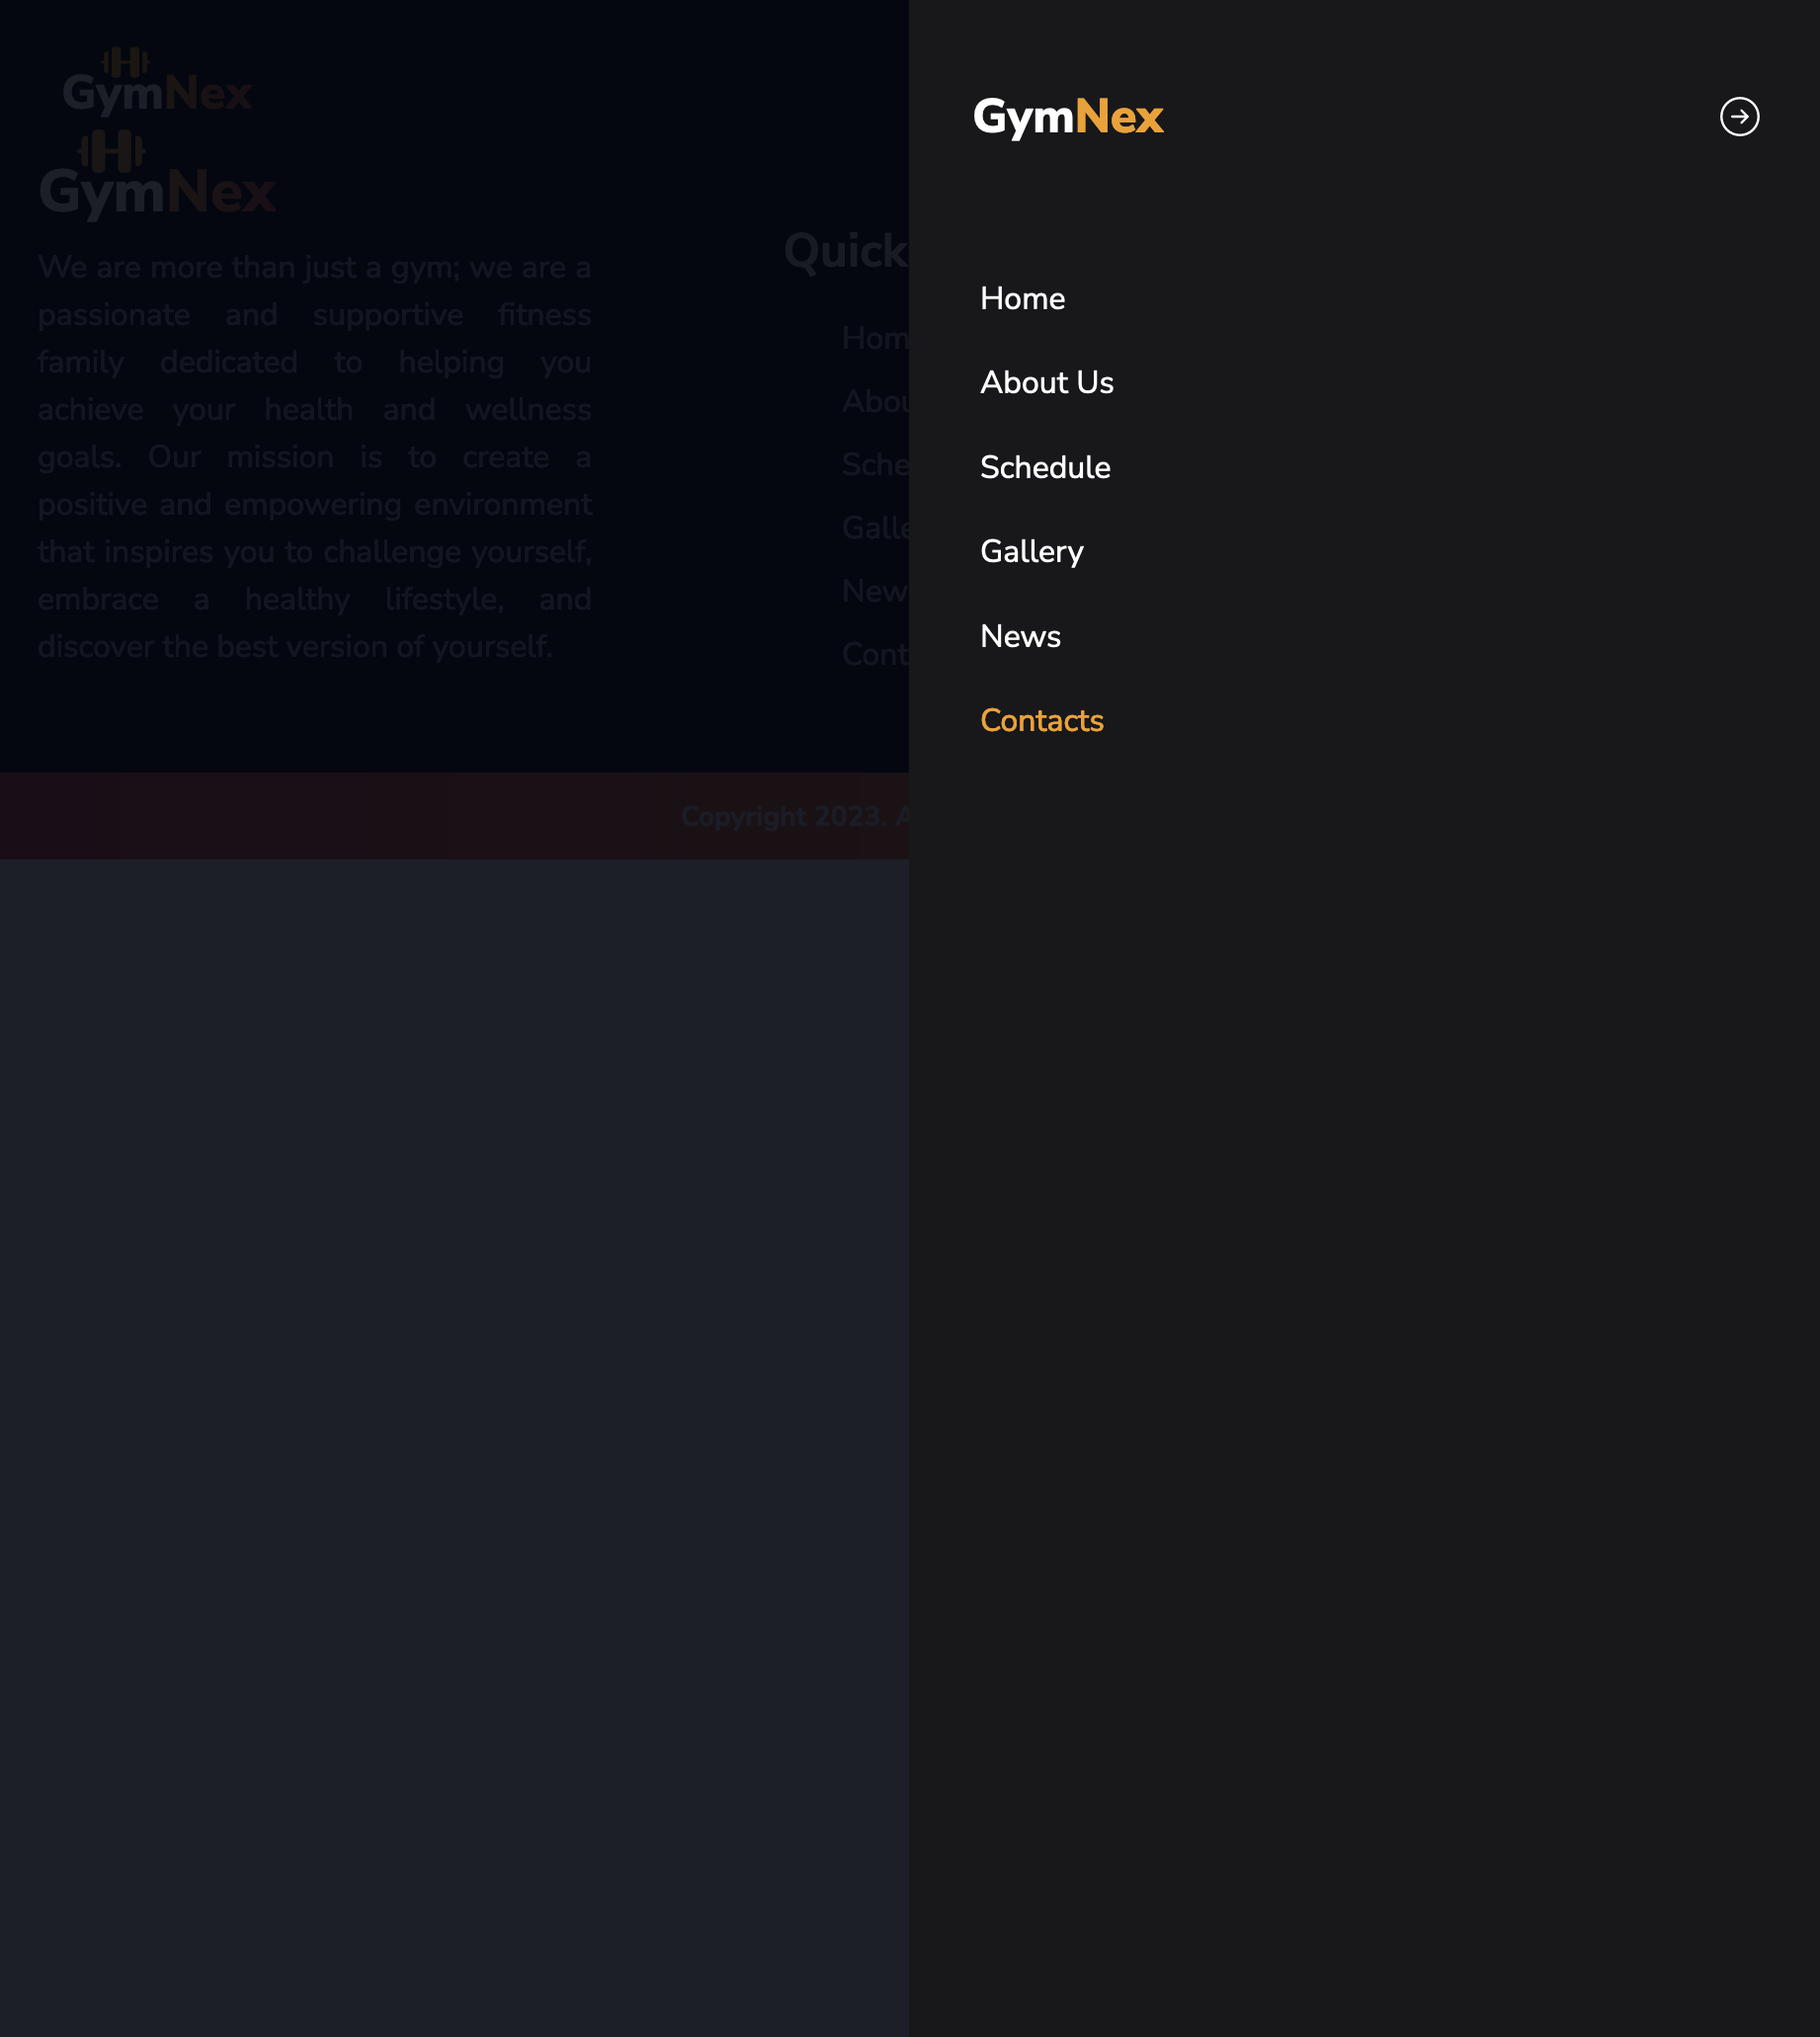 GymNex
GymNex
We are more than just a gym; we are a
passionate and supportive fitness
family dedicated to helping you
achieve your health and wellness
goals. Our mission is to create a
positive and empowering environment
that inspires you to challenge yourself,
embrace a healthy lifestyle, and
discover the best version of yourself.
Quick
Hom
Abou
Sche
Galle
New
Cont
Copyright 2023. A
GymNex
Home
About Us
Schedule
Gallery
News
Contacts